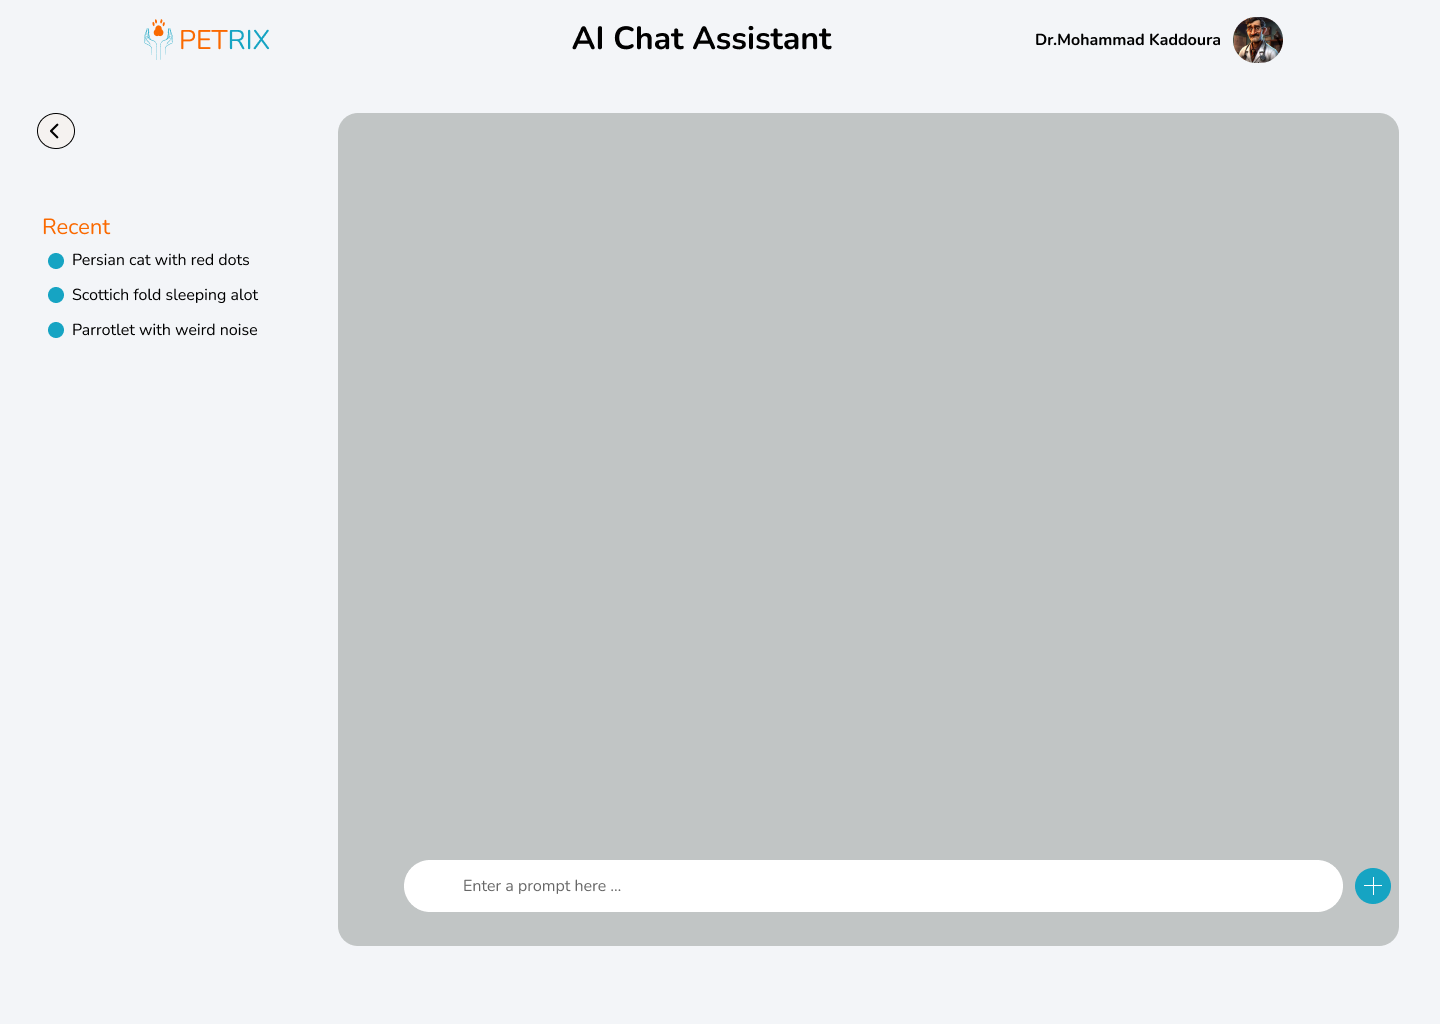 PETRIX
AI Chat Assistant
Dr.Mohammad Kaddoura
Recent
Persian cat with red dots
Scottich fold sleeping alot
Parrotlet with weird noise
Enter a prompt here ...